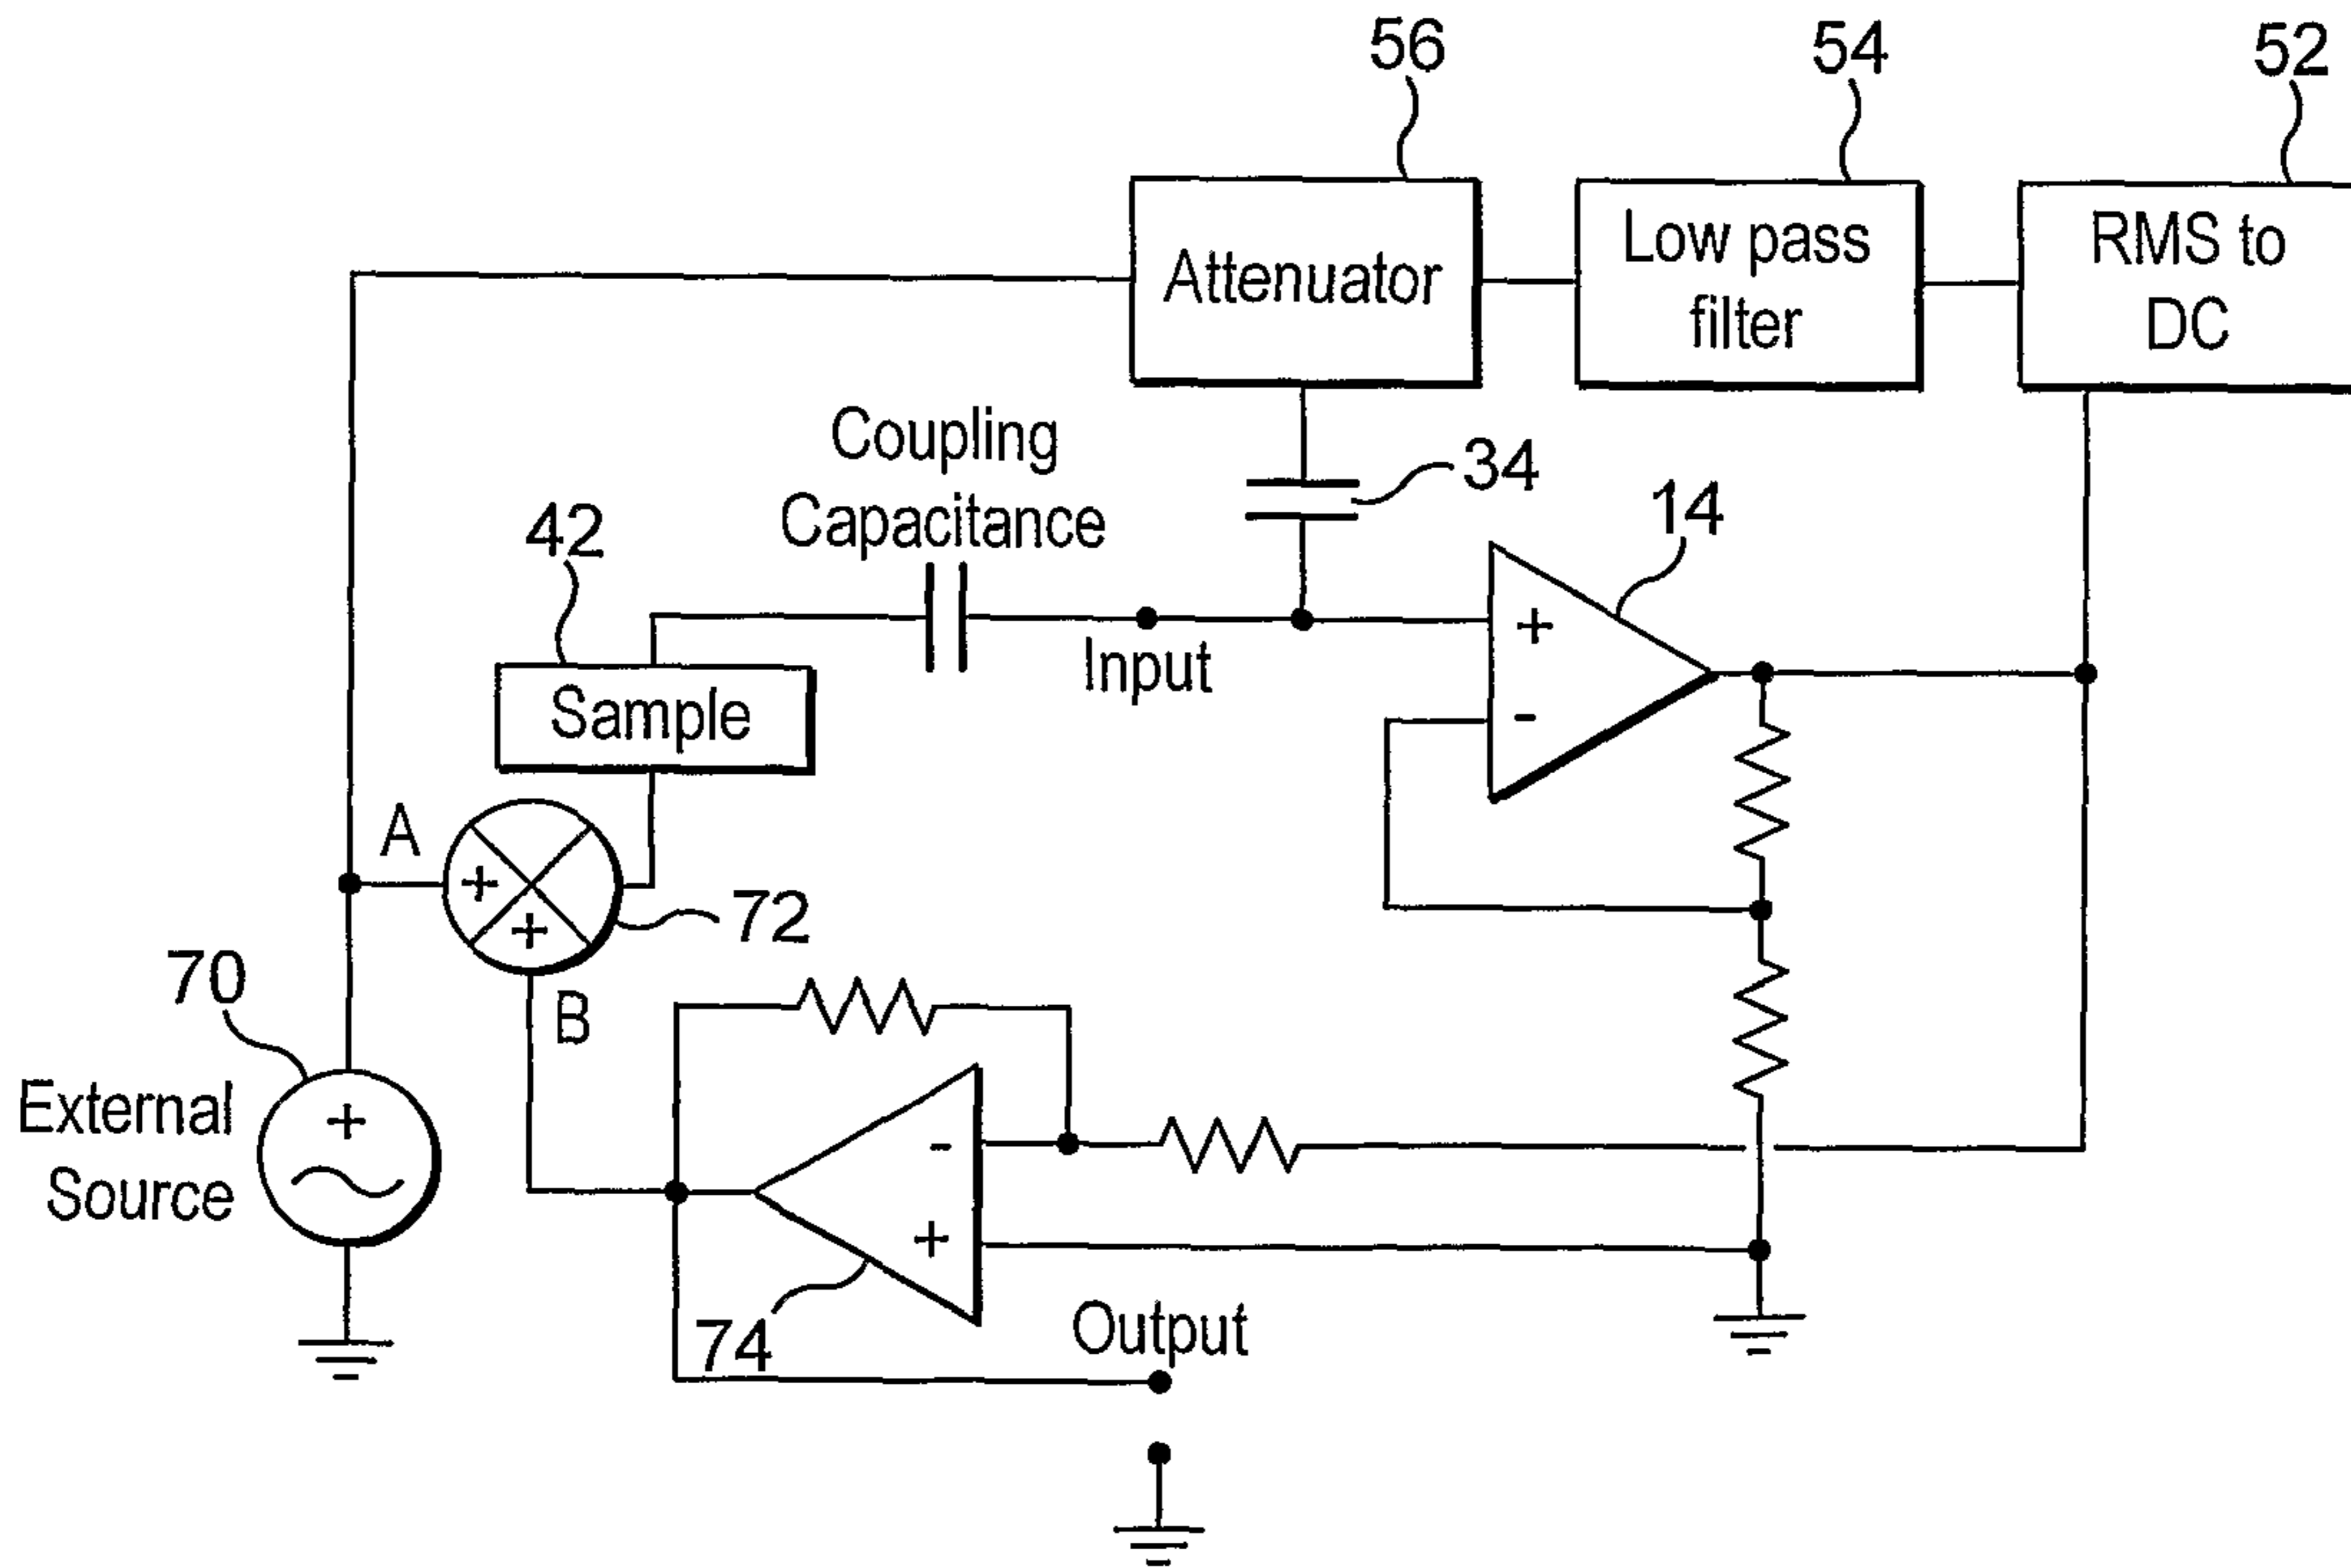 56
54
52
Attenuator
Low pass
filter
RMS to
DC
Coupling
Capacitance
34
14
42
Input
+
-
Sample
A
+
+
72
70
B
External
Source
+
-
+
74
Output